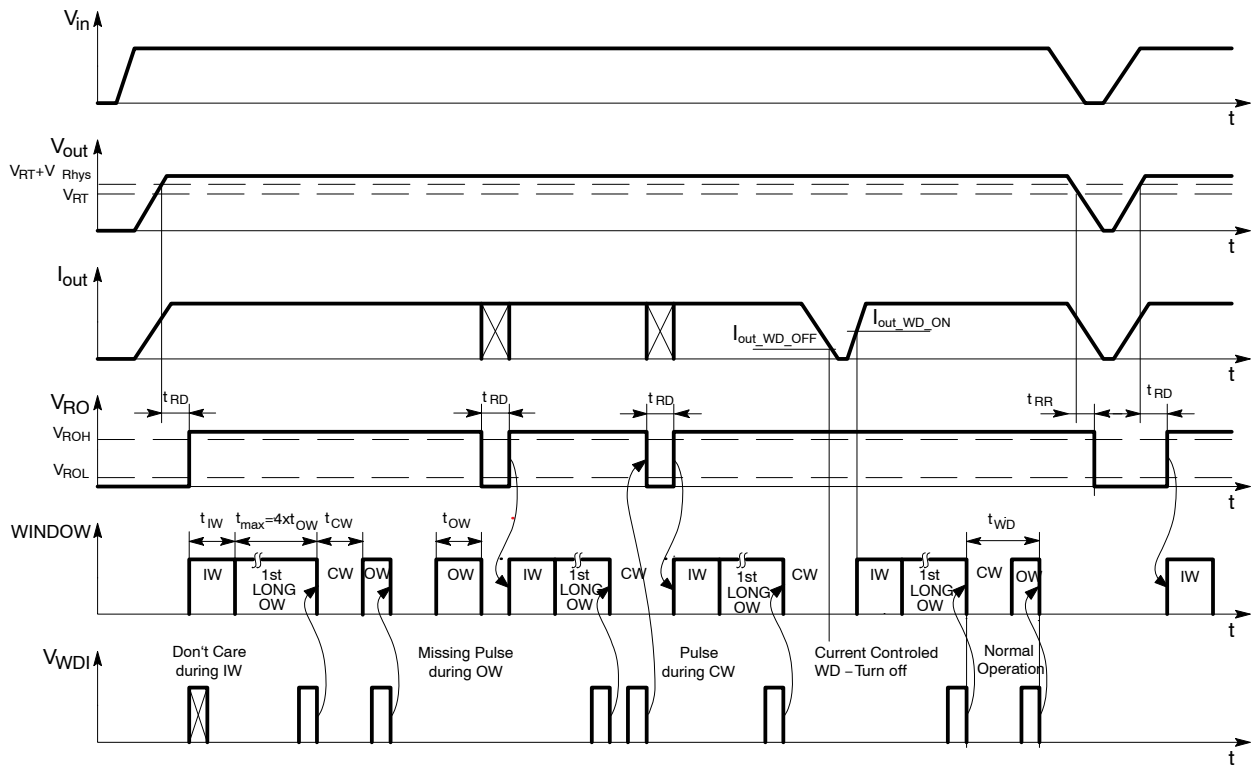 Vin
t
Vout
VRT+V Rhys
VRT
t
Iout
Iout_WD_OFF
Iout_WD_ON
t
VRO
tRD
tRD
tRD
tRR
tRD
VROH
VROL
t
WINDOW
tIW
tmax=4xtOW
tCW
tOW
tWD
IW
1st LONG OW
CW
OW
OW
IW
1st LONG OW
CW
IW
1st LONG OW
CW
IW
1st LONG OW
CW
OW
IW
t
VWDI
Don't Care
during IW
Missing Pulse
during OW
Pulse
during CW
Current Controled
WD –Turn off
Normal
Operation
t